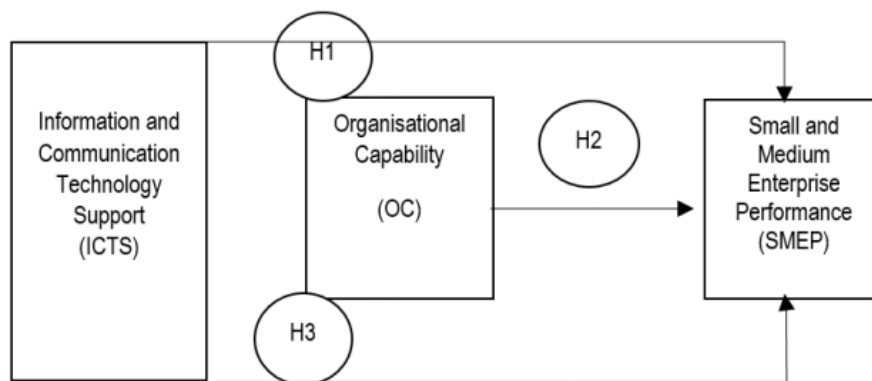 H1
Information and
Communication
Technology
Support
(ICTS)
Organisational
Capability
(OC)
H2
Small and
Medium
Enterprise
Performance
(SMEP)
H3